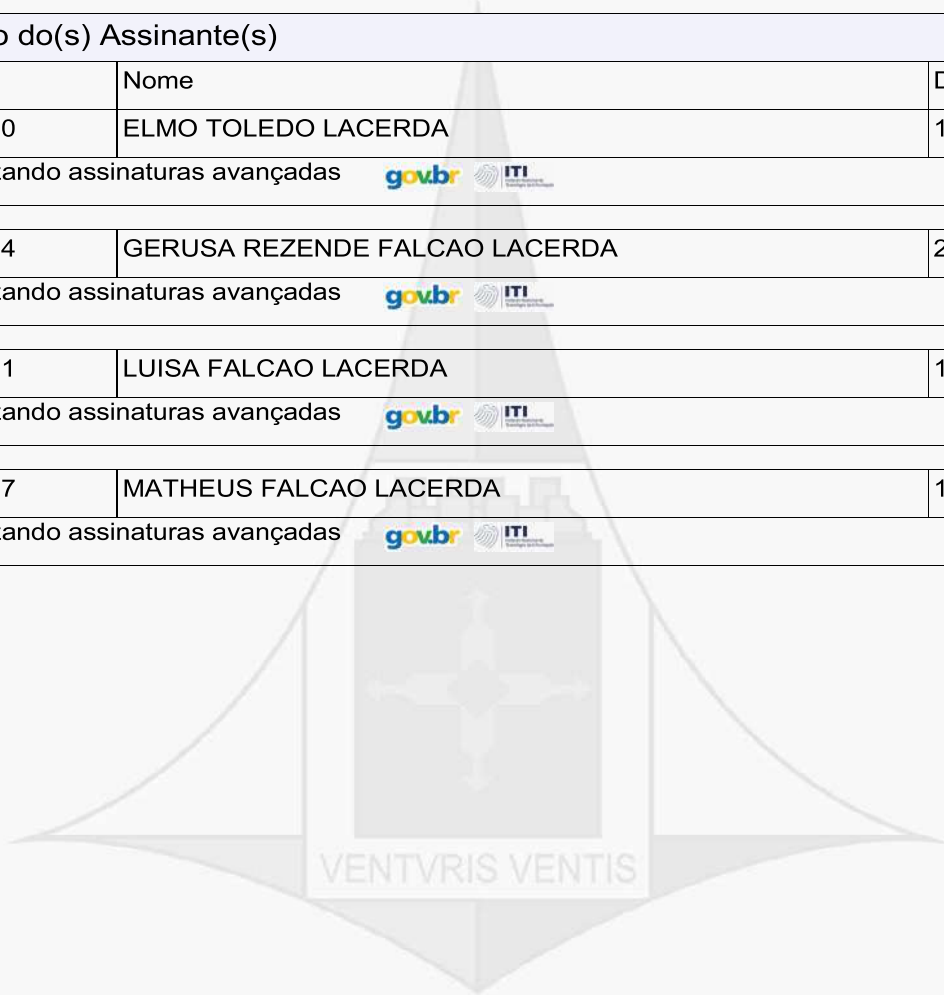 o do(s) Assinante(s)
Nome D
0 ELMO TOLEDO LACERDA 1
zando assinaturas avançadas gov.br ITI
4 GERUSA REZENDE FALCAO LACERDA 2
zando assinaturas avançadas gov.br ITI
1 LUISA FALCAO LACERDA 1
zando assinaturas avançadas gov.br ITI
7 MATHEUS FALCAO LACERDA 1
zando assinaturas avançadas gov.br ITI
VENTVRIS VENTIS